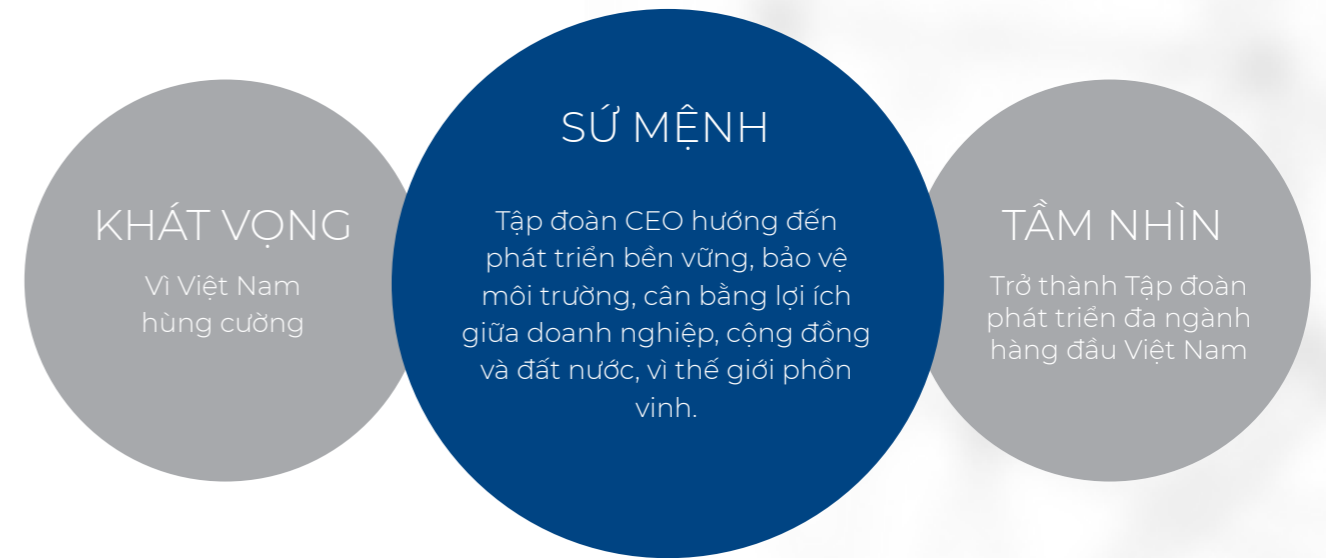 KHÁT VỌNG
Vì Việt Nam
hùng cường
SỨ MỆNH
Tập đoàn CEO hướng đến
phát triển bền vững, bảo vệ
môi trường, cân bằng lợi ích
giữa doanh nghiệp, cộng đồng
và đất nước, vì thế giới phồn
vinh.
TẦM NHÌN
Trở thành Tập đoàn
phát triển đa ngành
hàng đầu Việt Nam